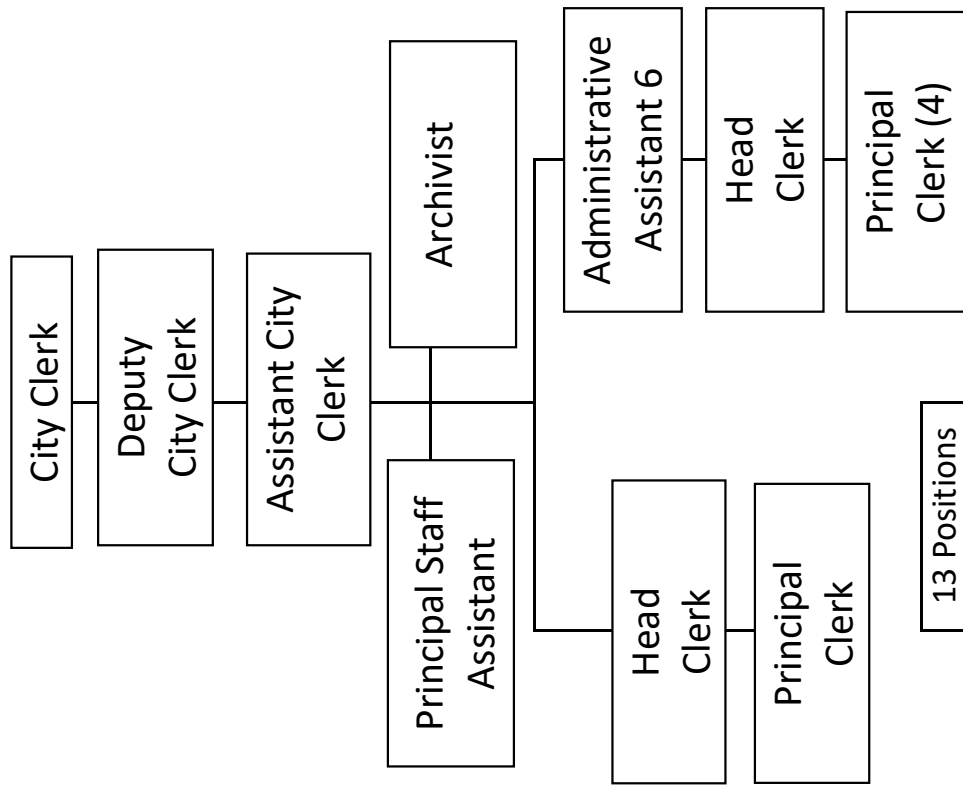 City Clerk
Deputy
City Clerk
Assistant City
Clerk
Principal Staff
Assistant
Archivist
Head
Clerk
Principal
Clerk
Administrative
Assistant 6
Head
Clerk
Principal
Clerk (4)
13 Positions